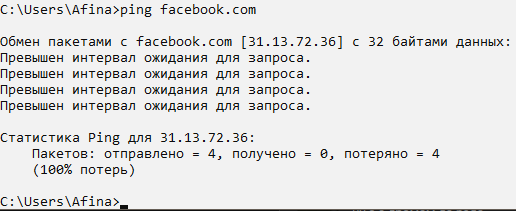 C:\Users\Afina>ping facebook.com
Обмен пакетами с facebook.com [31.13.72.36] с 32 байтами данных:
Превышен интервал ожидания для запроса.
Превышен интервал ожидания для запроса.
Превышен интервал ожидания для запроса.
Превышен интервал ожидания для запроса.
Статистика Ping для 31.13.72.36:
Пакетов: отправлено = 4, получено = 0, потеряно = 4
(100% потерь)
C:\Users\Afina>